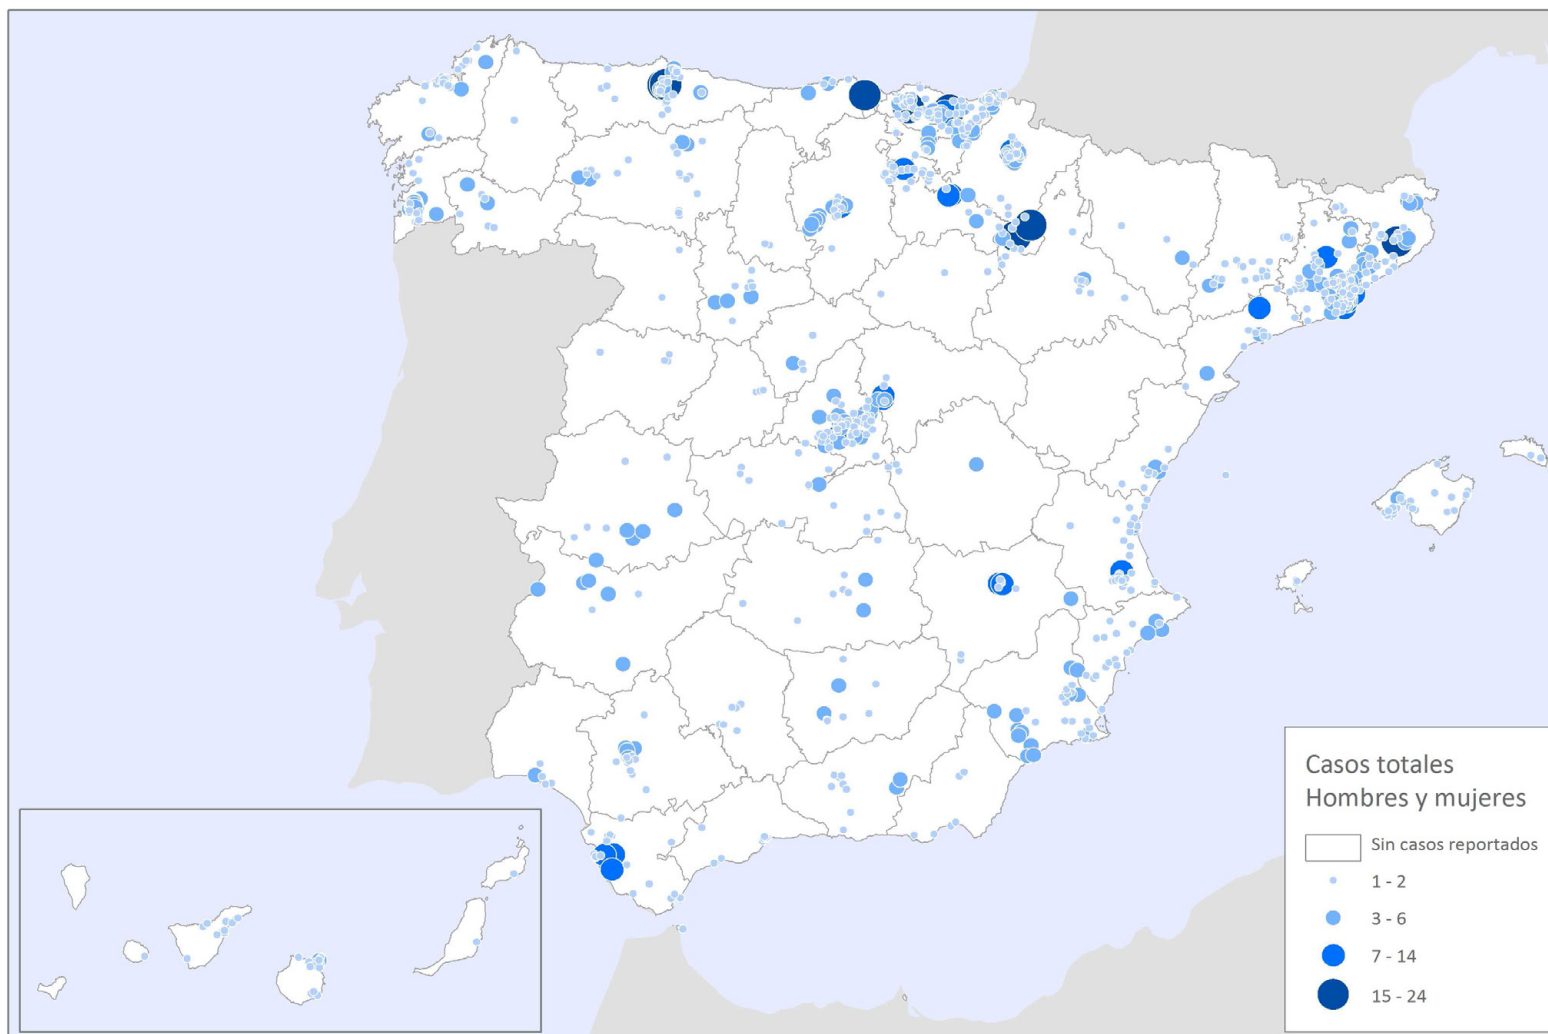 Casos totales
Hombres y mujeres
Sin casos reportados
1 - 2
3 - 6
7 - 14
15 - 24